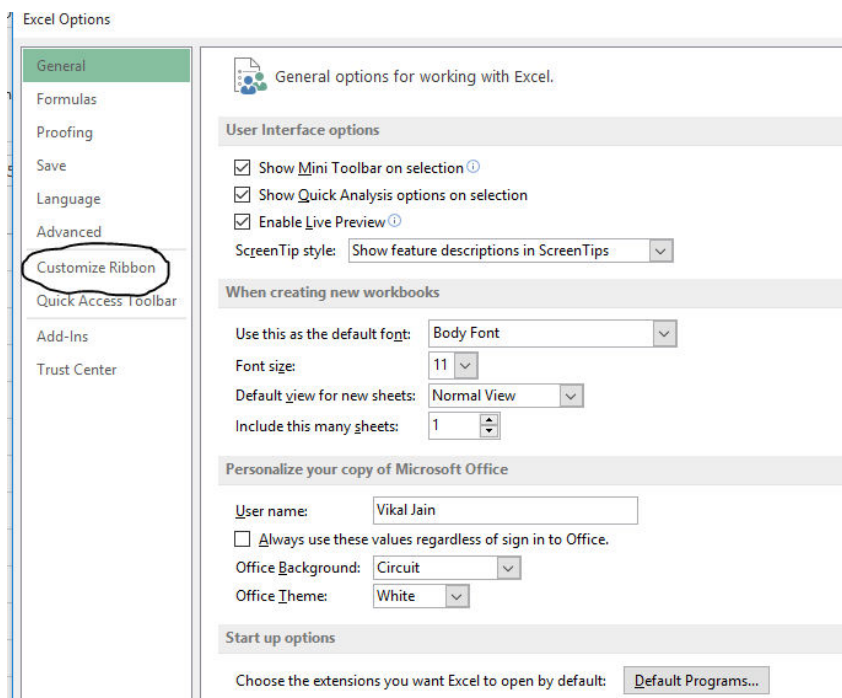 Excel Options
General
Formulas
Proofing
Save
Language
Advanced
Customize Ribbon
Quick Access Toolbar
Add-Ins
Trust Center
General options for working with Excel.
User Interface options
Show Mini Toolbar on selection
Show Quick Analysis options on selection
Enable Live Preview
ScreenTip style: Show feature descriptions in ScreenTips
When creating new workbooks
Use this as the default font: Body Font
Font size: 11
Default view for new sheets: Normal View
Include this many sheets: 1
Personalize your copy of Microsoft Office
User name: Vikal Jain
Always use these values regardless of sign in to Office.
Office Background: Circuit
Office Theme: White
Start up options
Choose the extensions you want Excel to open by default: Default Programs...